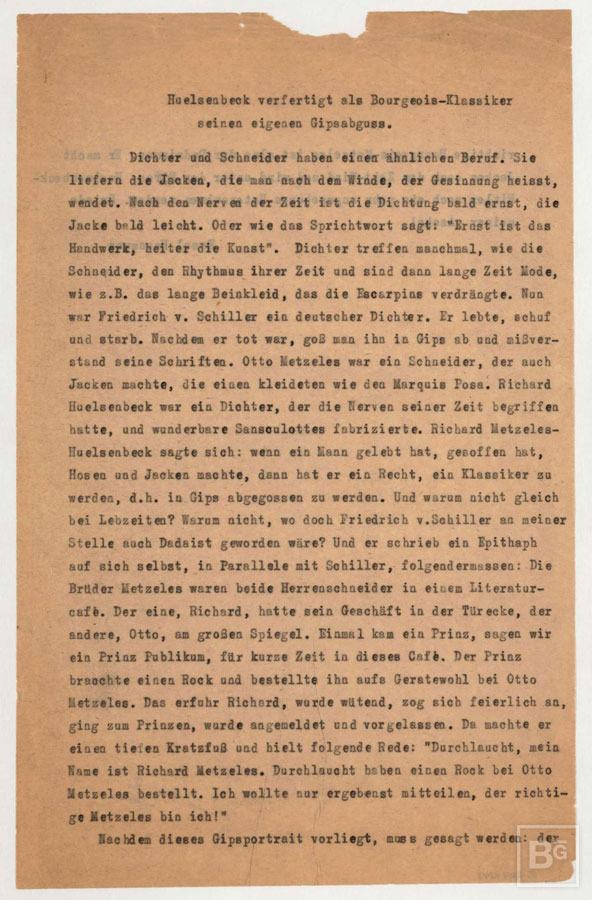 Huelsenbeck verfertigt als Bourgeois-Klassiker
seinen eigenen Gipsabguss.
Dichter und Schneider haben einen ähnlichen Beruf. Sie
liefern die Jacken, die man nach dem Winde, der Gesinnung heisst,
wendet. Nach den Nerven der Zeit ist die Dichtung bald ernst, die
Jacke bald leicht. Oder wie das Sprichtwort sagt: "Ernst ist das
Handwerk, heiter die Kunst". Dichter treffen manchmal, wie die
Schneider, den Rhythmus ihrer Zeit und sind dann lange Zeit Mode,
wie z.B. das lange Beinkleid, das die Escarpins verdrängte. Nun
war Friedrich v. Schiller ein deutscher Dichter. Er lebte, schuf
und starb. Nachdem er tot war, goß man ihn in Gips ab und mißver-
stand seine Schriften. Otto Metzeles war ein Schneider, der auch
Jacken machte, die einen kleideten wie den Marquis Posa. Richard
Huelsenbeck war ein Dichter, der die Nerven seiner Zeit begriffen
hatte, und wunderbare Sansculottes fabrizierte. Richard Metzeles-
Huelsenbeck sagte sich: wenn ein Mann gelebt hat, gesoffen hat,
Hosen und Jacken machte, dann hat er ein Recht, ein Klassiker zu
werden, d.h. in Gips abgegossen zu werden. Und warum nicht gleich
bei Lebzeiten? Warum nicht, wo doch Friedrich v.Schiller an meiner
Stelle auch Dadaist geworden wäre? Und er schrieb ein Epithaph
auf sich selbst, in Parallele mit Schiller, folgendermassen: Die
Brüder Metzeles waren beide Herrenschneider in einem Literatur-
cafè. Der eine, Richard, hatte sein Geschäft in der Türecke, der
andere, Otto, am großen Spiegel. Einmal kam ein Prinz, sagen wir
ein Prinz Publikum, für kurze Zeit in dieses Cafè. Der Prinz
brauchte einen Rock und bestellte ihn aufs Geratewohl bei Otto
Metzeles. Das erfuhr Richard, wurde wütend, zog sich feierlich an,
ging zum Prinzen, wurde angemeldet und vorgelassen. Da machte er
einen tiefen Kratzfuß und hielt folgende Rede: "Durchlaucht, mein
Name ist Richard Metzeles. Durchlaucht haben einen Rock bei Otto
Metzeles bestellt. Ich wollte nur ergebenst mitteilen, der richti-
ge Metzeles bin ich!"
Nachdem dieses Gipsportrait vorliegt, muss gesagt werden: der
BG